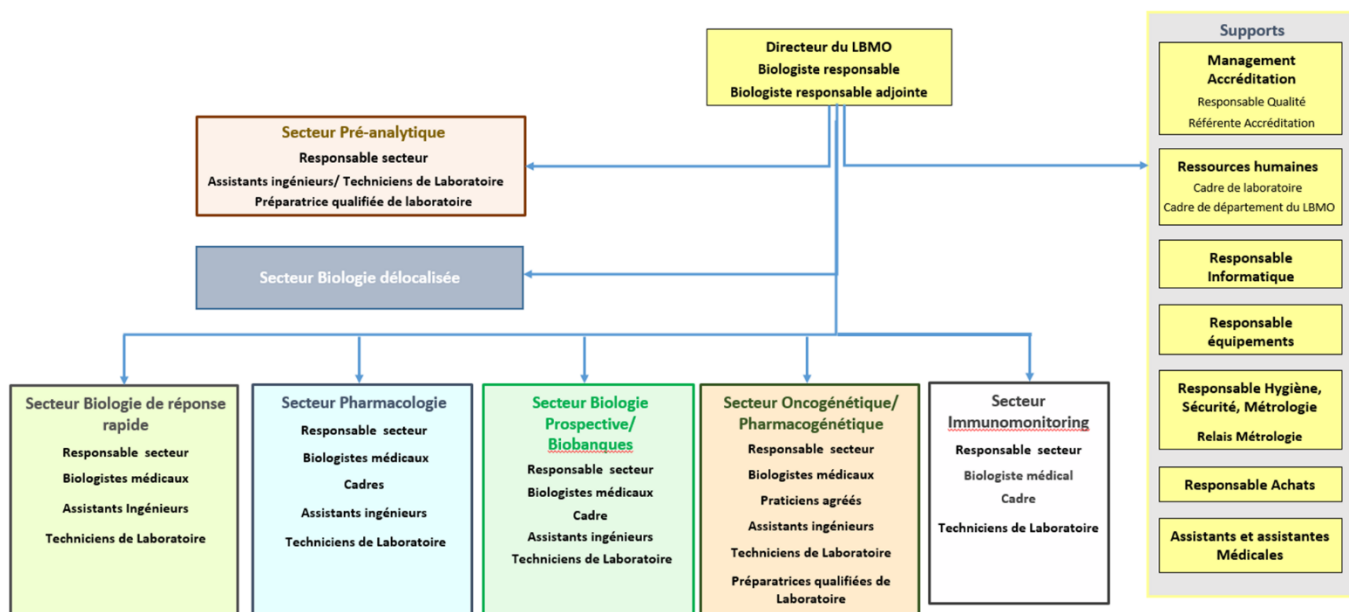 Directeur du LBMO
Biologiste responsable
Biologiste responsable adjointe
Secteur Pré-analytique
Responsable secteur
Assistants ingénieurs/ Techniciens de Laboratoire
Préparatrice qualifiée de laboratoire
Secteur Biologie délocalisée
Secteur Biologie de réponse
rapide
Responsable secteur
Biologistes médicaux
Assistants Ingénieurs
Techniciens de Laboratoire
Secteur Pharmacologie
Responsable secteur
Biologistes médicaux
Cadres
Assistants ingénieurs
Techniciens de Laboratoire
Secteur Biologie
Prospective/
Biobanques
Responsable secteur
Biologistes médicaux
Cadre
Assistants ingénieurs
Techniciens de Laboratoire
Secteur Oncogénétique/
Pharmacogénétique
Responsable secteur
Biologistes médicaux
Praticiens agréés
Assistants ingénieurs
Techniciens de Laboratoire
Préparatrices qualifiées de
Laboratoire
Secteur
Immunomonitoring
Responsable secteur
Biologiste médical
Cadre
Techniciens de Laboratoire
Supports
Management
Accréditation
Responsable Qualité
Référente Accréditation
Ressources humaines
Cadre de laboratoire
Cadre de département du LBMO
Responsable
Informatique
Responsable
équipements
Responsable Hygiène,
Sécurité, Métrologie
Relais Métrologie
Responsable Achats
Assistants et assistantes
Médicales